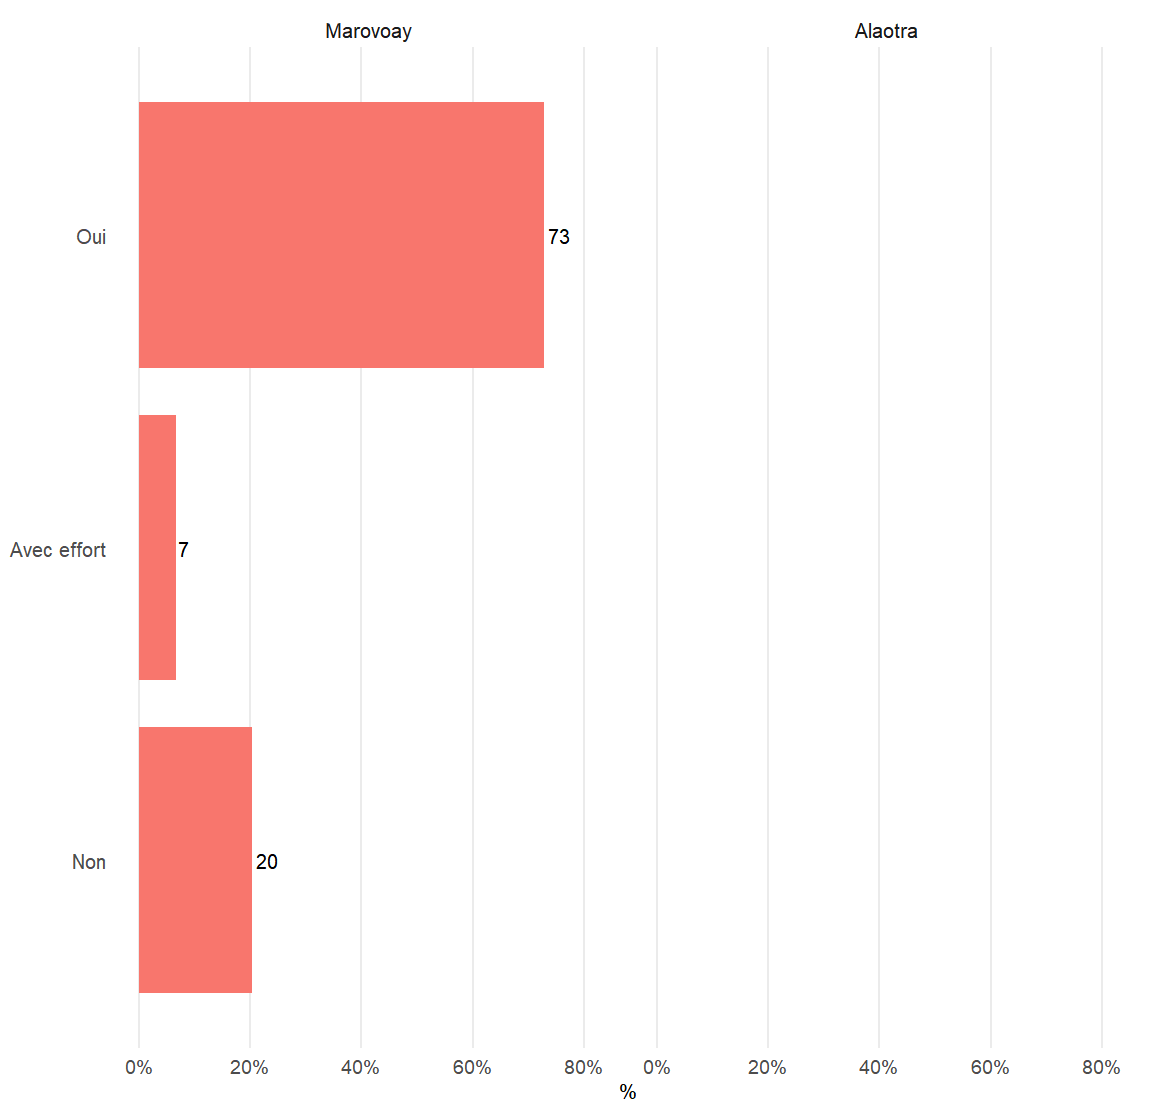 Marovoay Alaotra
Oui 73
Avec effort 7
Non 20
0% 20% 40% 60% 80% 0% 20% 40% 60% 80%
%